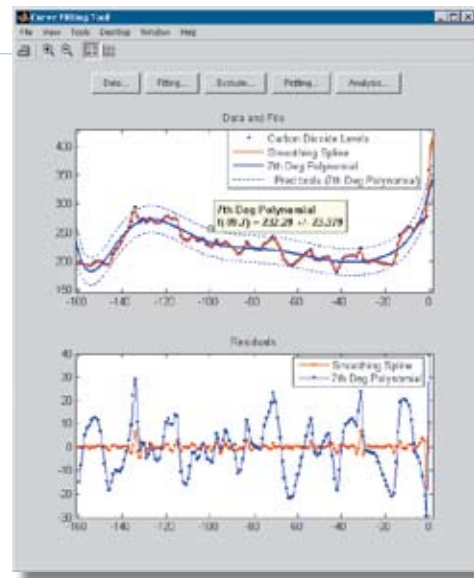 Curve Fitting Tool
File View Tools Desktop Window Help
Data... Fitting... Exclude... Plotting... Analysis...
Data and Fits
400
350
300
250
200
150
-160 -140 -120 -100 -80 -60 -40 -20 0
Carbon Dioxide Levels
Smoothing Spline
7th Deg Polynomial
Pred bnds (7th Deg Polynomial)
7th Deg Polynomial
Residuals
40
30
20
10
0
-10
-20
-30
-160 -140 -120 -100 -80 -60 -40 -20 0
Smoothing Spline
7th Deg Polynomial